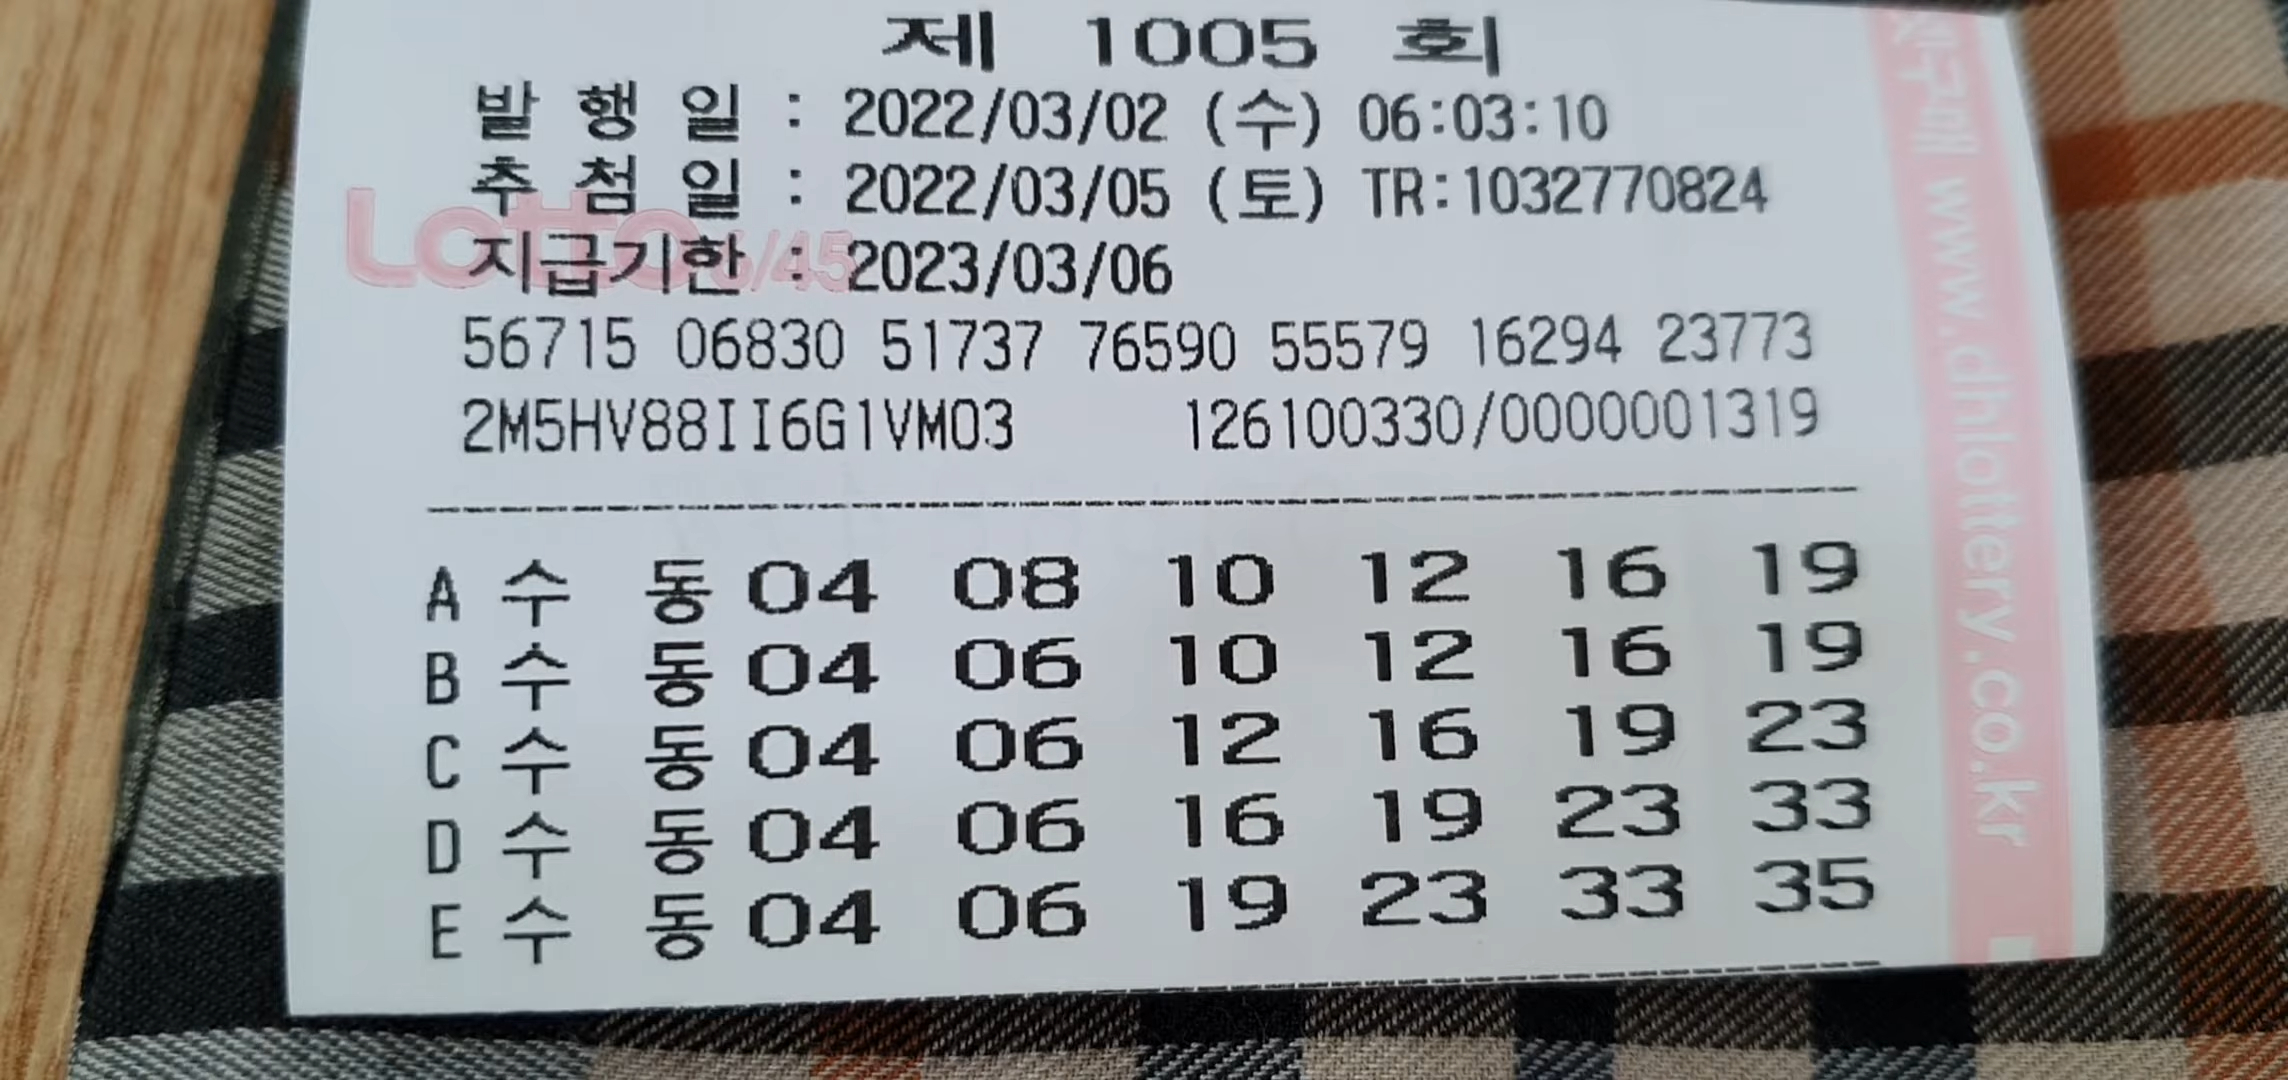 제 1005 회
발 행 일 : 2022/03/02 (수) 06:03:10
추 첨 일 : 2022/03/05 (토) TR:1032770824
Lotto 6/45
지급기한 : 2023/03/06
56715 06830 51737 76590 55579 16294 23773
2M5HV88II6G1VM03 126100330/0000001319
A 수 동 04 08 10 12 16 19
B 수 동 04 06 10 12 16 19
C 수 동 04 06 12 16 19 23
D 수 동 04 06 16 19 23 33
E 수 동 04 06 19 23 33 35
www.dhlottery.co.kr